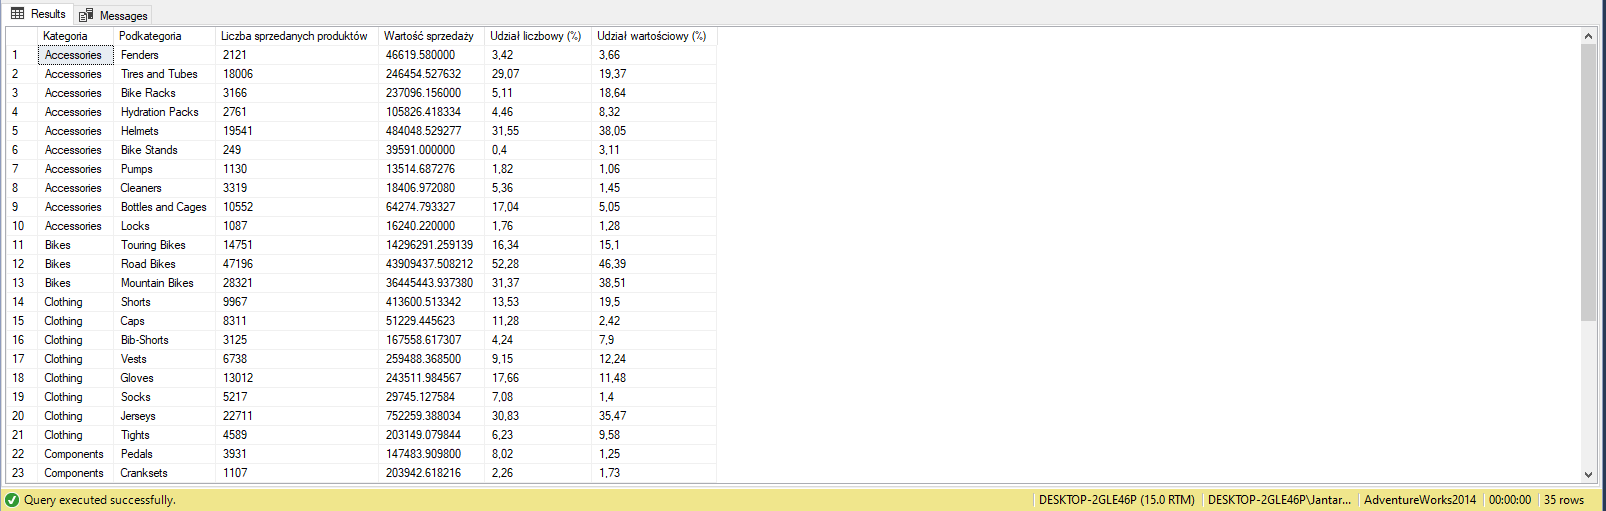 Results Messages
Kategoria Podkategoria Liczba sprzedanych produktów Wartość sprzedaży Udział liczbowy (%) Udział wartościowy (%)
1 Accessories Fenders 2121 46619.580000 3,42 3,66
2 Accessories Tires and Tubes 18006 246454.527632 29,07 19,37
3 Accessories Bike Racks 3166 237096.156000 5,11 18,64
4 Accessories Hydration Packs 2761 105826.418334 4,46 8,32
5 Accessories Helmets 19541 484048.529277 31,55 38,05
6 Accessories Bike Stands 249 39591.000000 0,4 3,11
7 Accessories Pumps 1130 13514.687276 1,82 1,06
8 Accessories Cleaners 3319 18406.972080 5,36 1,45
9 Accessories Bottles and Cages 10552 64274.793327 17,04 5,05
10 Accessories Locks 1087 16240.220000 1,76 1,28
11 Bikes Touring Bikes 14751 14296291.259139 16,34 15,1
12 Bikes Road Bikes 47196 43909437.508212 52,28 46,39
13 Bikes Mountain Bikes 28321 36445443.937380 31,37 38,51
14 Clothing Shorts 9967 413600.513342 13,53 19,5
15 Clothing Caps 8311 51229.445623 11,28 2,42
16 Clothing Bib-Shorts 3125 167558.617307 4,24 7,9
17 Clothing Vests 6738 259488.368500 9,15 12,24
18 Clothing Gloves 13012 243511.984567 17,66 11,48
19 Clothing Socks 5217 29745.127584 7,08 1,4
20 Clothing Jerseys 22711 752259.388034 30,83 35,47
21 Clothing Tights 4589 203149.079844 6,23 9,58
22 Components Pedals 3931 147483.909800 8,02 1,25
23 Components Cranksets 1107 203942.618216 2,26 1,73
Query executed successfully. DESKTOP-2GLE46P (15.0 RTM) DESKTOP-2GLE46P\Jantar... AdventureWorks2014 00:00:00 35 rows